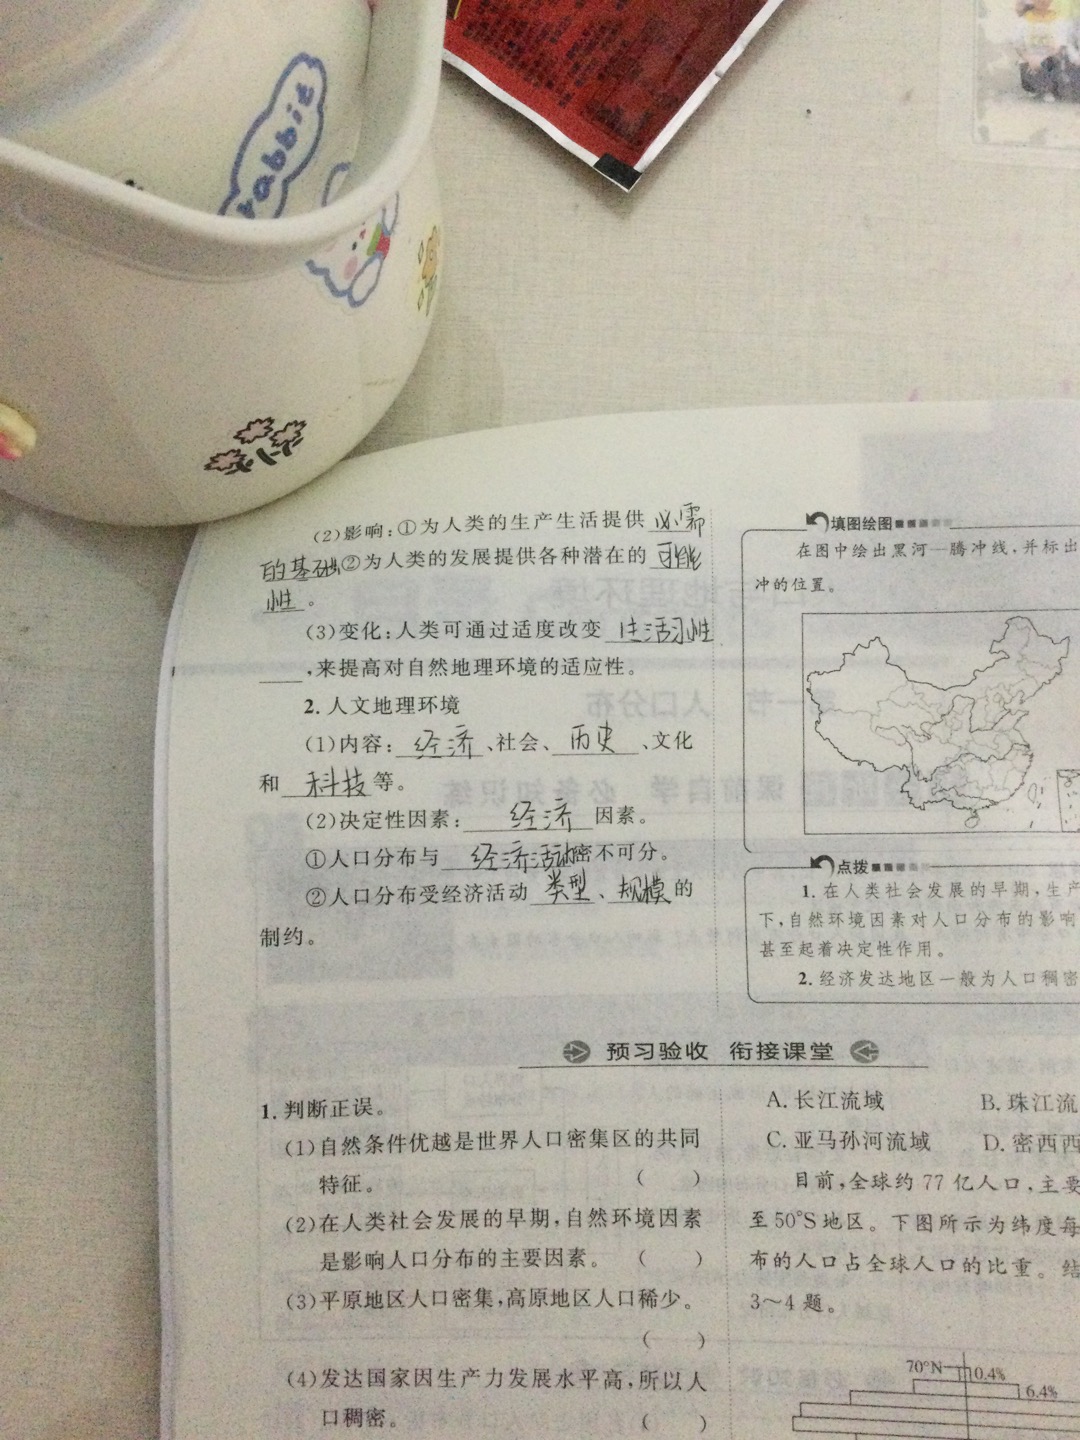 rabbit
(2)影响:①为人类的生产生活提供 必需
的基础②为人类的发展提供各种潜在的 可能
性。
(3)变化:人类可通过适度改变 生活习性
,来提高对自然地理环境的适应性。
2.人文地理环境
(1)内容: 经济 、社会、 历史 、文化
和 科技 等。
(2)决定性因素: 经济 因素。
①人口分布与 经济活动密不可分。
②人口分布受经济活动 类型 、 规模 的
制约。
填图绘图
在图中绘出黑河—腾冲线,并标出
冲的位置。
点拨
1.在人类社会发展的早期,生产
下,自然环境因素对人口分布的影响
甚至起着决定性作用。
2.经济发达地区一般为人口稠密
预习验收 衔接课堂
1.判断正误。
(1)自然条件优越是世界人口密集区的共同
特征。 ( )
(2)在人类社会发展的早期,自然环境因素
是影响人口分布的主要因素。 ( )
(3)平原地区人口密集,高原地区人口稀少。
( )
(4)发达国家因生产力发展水平高,所以人
口稠密。 ( )
A.长江流域 B.珠江流
C.亚马孙河流域 D.密西西
目前,全球约77亿人口,主要
至50°S地区。下图所示为纬度每
布的人口占全球人口的比重。结
3~4题。
70°N 0.4%
6.4%